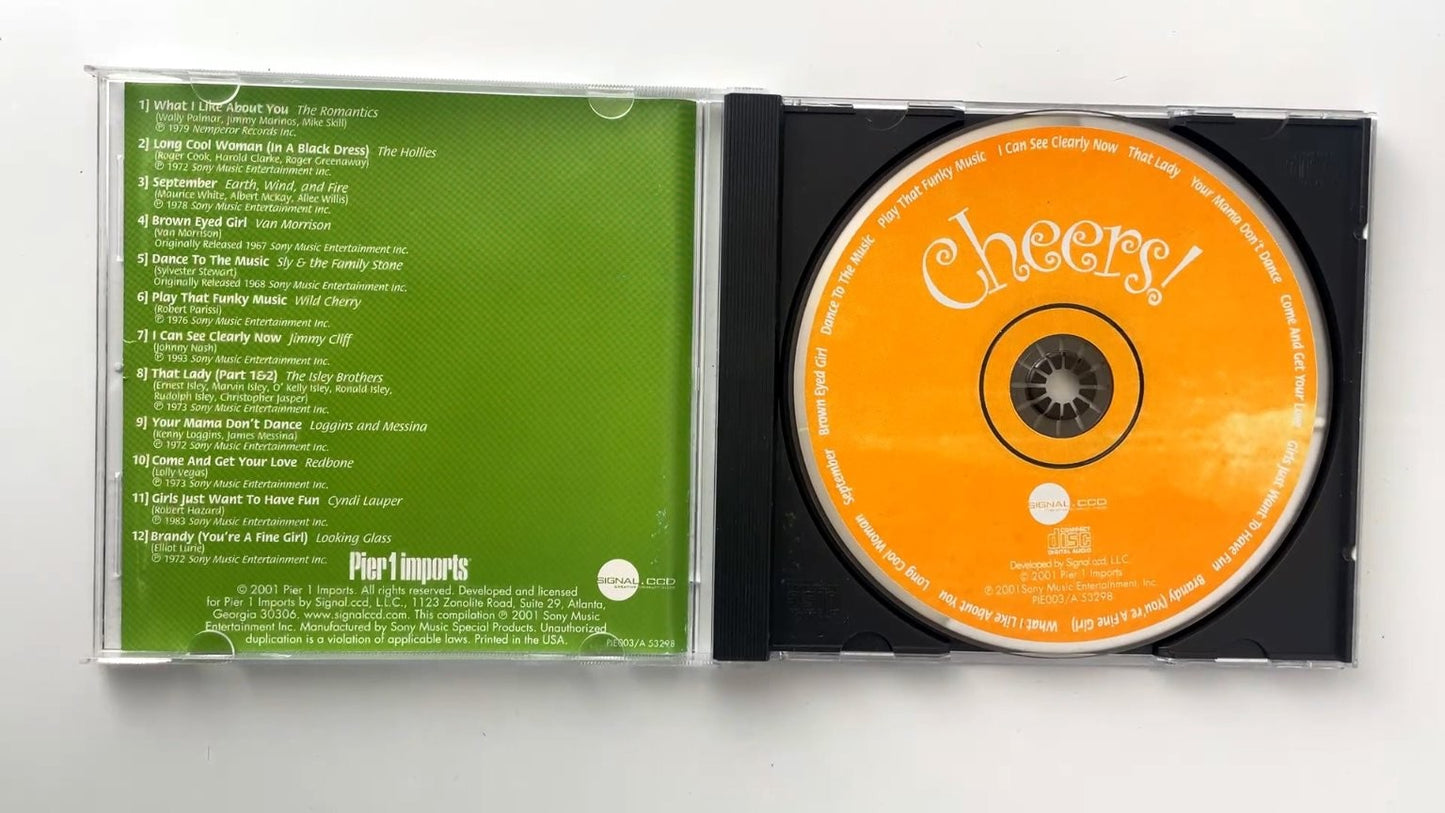 1] What I Like About You The Romantics
(Wally Palmar, Jimmy Marinos, Mike Skill)
℗ 1979 Nemperor Records Inc.
2] Long Cool Woman (In A Black Dress) The Hollies
(Roger Cook, Harold Clarke, Roger Greenaway)
℗ 1972 Sony Music Entertainment Inc.
3] September Earth, Wind, and Fire
(Maurice White, Albert McKay, Allee Willis)
℗ 1978 Sony Music Entertainment Inc.
4] Brown Eyed Girl Van Morrison
(Van Morrison)
Originally Released 1967 Sony Music Entertainment Inc.
5] Dance To The Music Sly & the Family Stone
(Sylvester Stewart)
Originally Released 1968 Sony Music Entertainment Inc.
6] Play That Funky Music Wild Cherry
(Robert Parissi)
℗ 1976 Sony Music Entertainment Inc.
7] I Can See Clearly Now Jimmy Cliff
(Johnny Nash)
℗ 1993 Sony Music Entertainment Inc.
8] That Lady (Part 1&2) The Isley Brothers
(Ernest Isley, Marvin Isley, O' Kelly Isley, Ronald Isley,
Rudolph Isley, Christopher Jasper)
℗ 1973 Sony Music Entertainment Inc.
9] Your Mama Don't Dance Loggins and Messina
(Kenny Loggins, James Messina)
℗ 1972 Sony Music Entertainment Inc.
10] Come And Get Your Love Redbone
(Lolly Vegas)
℗ 1973 Sony Music Entertainment Inc.
11] Girls Just Want To Have Fun Cyndi Lauper
(Robert Hazard)
℗ 1983 Sony Music Entertainment Inc.
12] Brandy (You're A Fine Girl) Looking Glass
(Elliot Lurie)
℗ 1972 Sony Music Entertainment Inc.
Pier 1 imports
SIGNAL.CCD
© 2001 Pier 1 Imports. All rights reserved. Developed and licensed
for Pier 1 Imports by Signal.ccd, L.L.C., 1123 Zonolite Road, Suite 29, Atlanta,
Georgia 30306. www.signalccd.com. This compilation ℗ 2001 Sony Music
Entertainment Inc. Manufactured by Sony Music Special Products. Unauthorized
duplication is a violation of applicable laws. Printed in the USA.
PIE003/A 53298
What I Like About You Long Cool Woman September Brown Eyed Girl Dance To The Music Play That Funky Music I Can See Clearly Now That Lady Your Mama Don't Dance Come And Get Your Love Girls Just Want To Have Fun Brandy (You're A Fine Girl)
Cheers!
SIGNAL.CCD
COMPACT
disc
DIGITAL AUDIO
Developed by Signal.ccd, L.L.C.
© 2001 Pier 1 Imports
℗ 2001 Sony Music Entertainment, Inc.
PIE003/A 53298